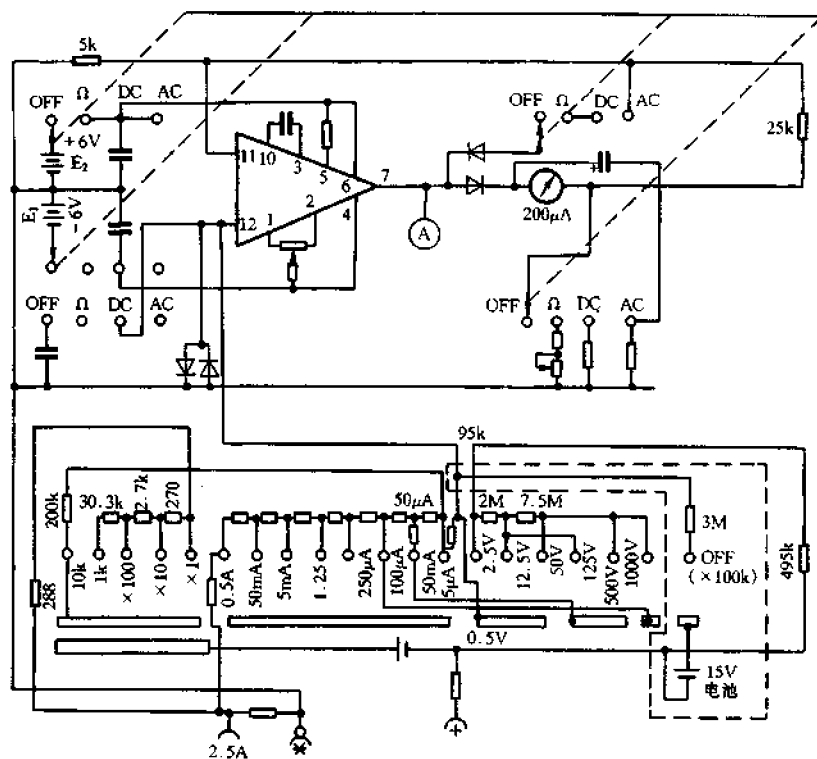 5k
OFF Ω DC AC
+6V
E₂
E₁
-6V
OFF Ω DC AC
11 10 3 5 6 7
12 1 2 4
A
200μA
+
OFF Ω DC AC
25k
OFF Ω DC AC
95k
200k 30.3k 2.7k 270
50μA
2M 7.5M
3M
495k
288
10k 1k ×100 ×10 ×1
0.5A 50mA 5mA 1.25 250μA 100μA 50mA 5μA
2.5V 12.5V 50V 125V 500V 1000V
OFF
(×100k)
0.5V
15V
电池
2.5A
*
+